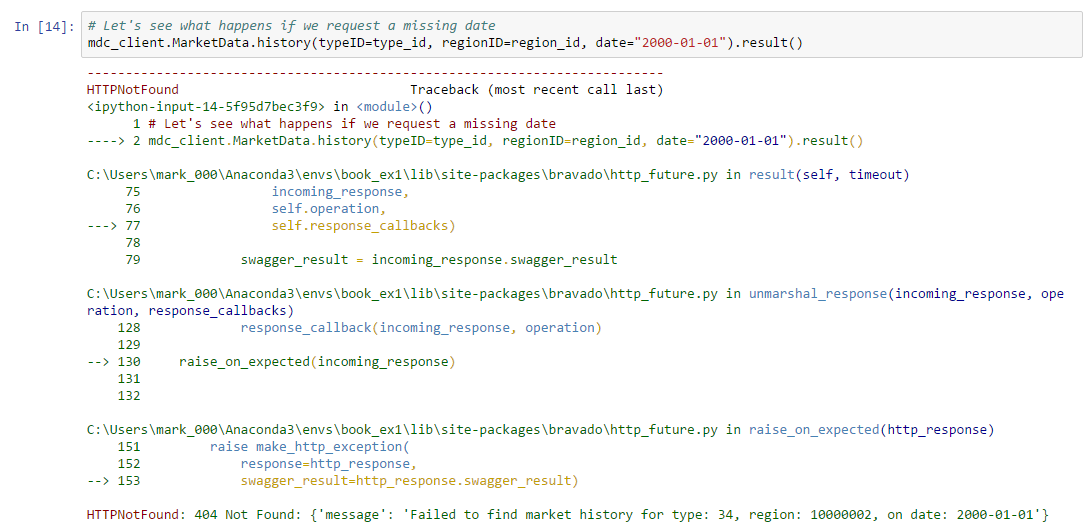 In [14]: # Let's see what happens if we request a missing date
mdc_client.MarketData.history(typeID=type_id, regionID=region_id, date="2000-01-01").result()
---------------------------------------------------------------------------
HTTPNotFound                              Traceback (most recent call last)
<ipython-input-14-5f95d7bec3f9> in <module>()
      1 # Let's see what happens if we request a missing date
----> 2 mdc_client.MarketData.history(typeID=type_id, regionID=region_id, date="2000-01-01").result()
C:\Users\mark_000\Anaconda3\envs\book_ex1\lib\site-packages\bravado\http_future.py in result(self, timeout)
     75                 incoming_response,
     76                 self.operation,
---> 77                 self.response_callbacks)
     78
     79             swagger_result = incoming_response.swagger_result
C:\Users\mark_000\Anaconda3\envs\book_ex1\lib\site-packages\bravado\http_future.py in unmarshal_response(incoming_response, ope
ration, response_callbacks)
    128             response_callback(incoming_response, operation)
    129
--> 130     raise_on_expected(incoming_response)
    131
    132
C:\Users\mark_000\Anaconda3\envs\book_ex1\lib\site-packages\bravado\http_future.py in raise_on_expected(http_response)
    151         raise make_http_exception(
    152             response=http_response,
--> 153             swagger_result=http_response.swagger_result)
HTTPNotFound: 404 Not Found: {'message': 'Failed to find market history for type: 34, region: 10000002, on date: 2000-01-01'}